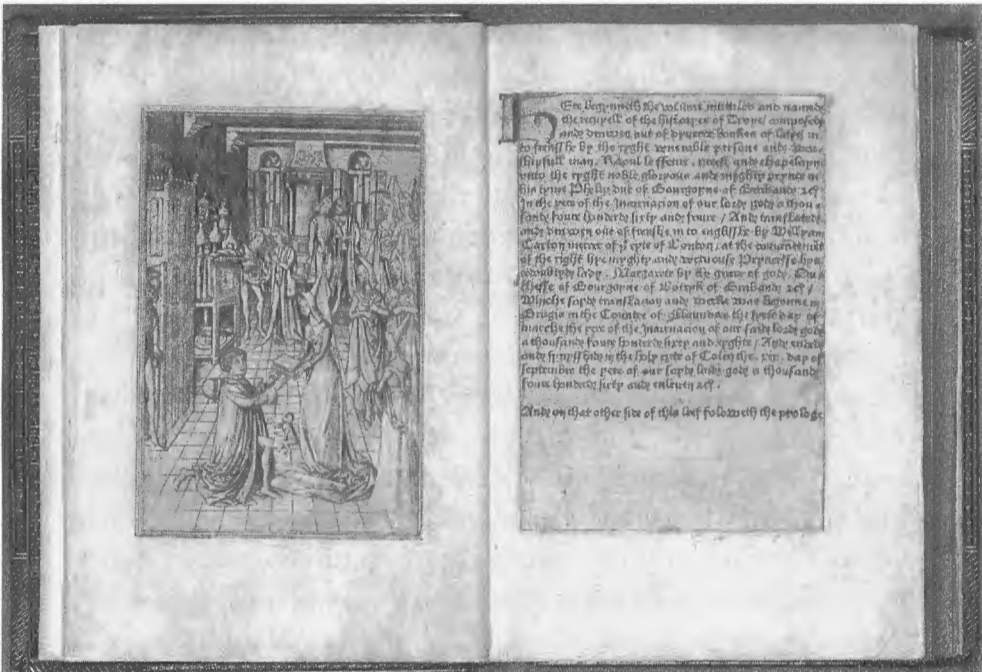 HEre begynneth the volume intituled and named
the recuyell of the historyes of Troye/ composed
and drawen out of dyuerce bookes of latyn in
to frensshe by the ryght venerable persone and wor-
shipfull man. Raoul le ffeure. preest and chapelayn
vnto the ryght noble gloryous and myghty prynce in
his tyme Phelip duc of Bourgoyne of Braband &c
In the yere of the Incarnacion of our lord god a thou-
sand foure honderd sixty and foure/ And translated
and drawen out of frenshe in to englisshe by Willyam
Caxton mercer of ye cyte of London/ at the comaundemẽt
of the right hye myghty and vertuouse Pryncesse hys
redoubtyd lady. Margarete by the grace of god. Du-
chesse of Bourgoyne of Lotryk of Braband &c/
Whiche sayd translacion and werke was begonne in
Brugis in the Countee of Flaundres the fyrst day of
marche the yere of the Incarnacion of our said lord god
a thousand foure honderd sixty and eyghte/ And ended
and fynysshid in the holy cyte of Colen the .xix. day of
septembre the yere of our sayd lord god a thousand
foure honderd sixty and enleuen &c.
And on that other side of this leef foloweth the prologe